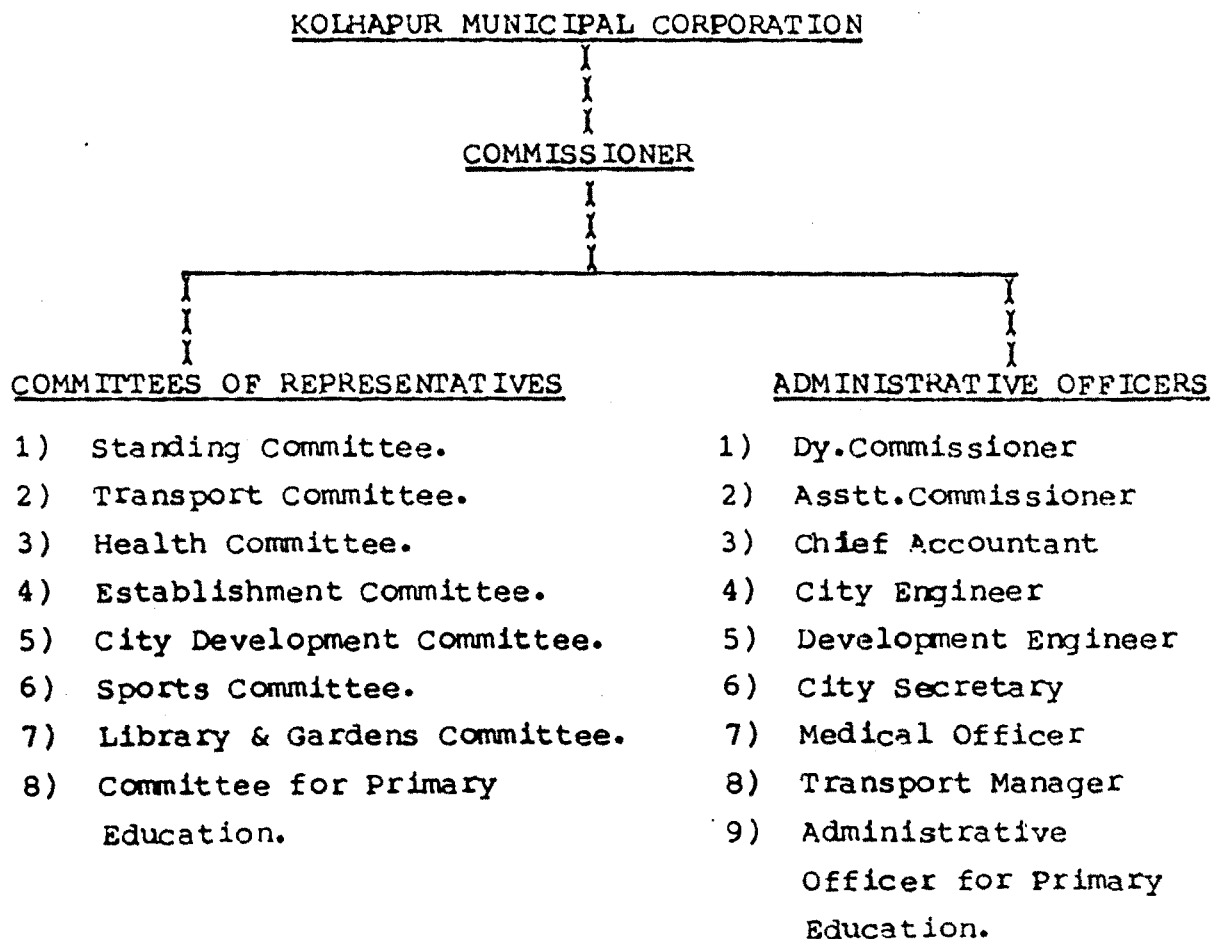 KOLHAPUR MUNICIPAL CORPORATION
COMMISSIONER
COMMITTEES OF REPRESENTATIVES
1) Standing Committee.
2) Transport Committee.
3) Health Committee.
4) Establishment Committee.
5) City Development Committee.
6) Sports Committee.
7) Library & Gardens Committee.
8) Committee for Primary
Education.
ADMINISTRATIVE OFFICERS
1) Dy.Commissioner
2) Asstt.Commissioner
3) Chief Accountant
4) City Engineer
5) Development Engineer
6) City Secretary
7) Medical Officer
8) Transport Manager
9) Administrative
Officer for Primary
Education.